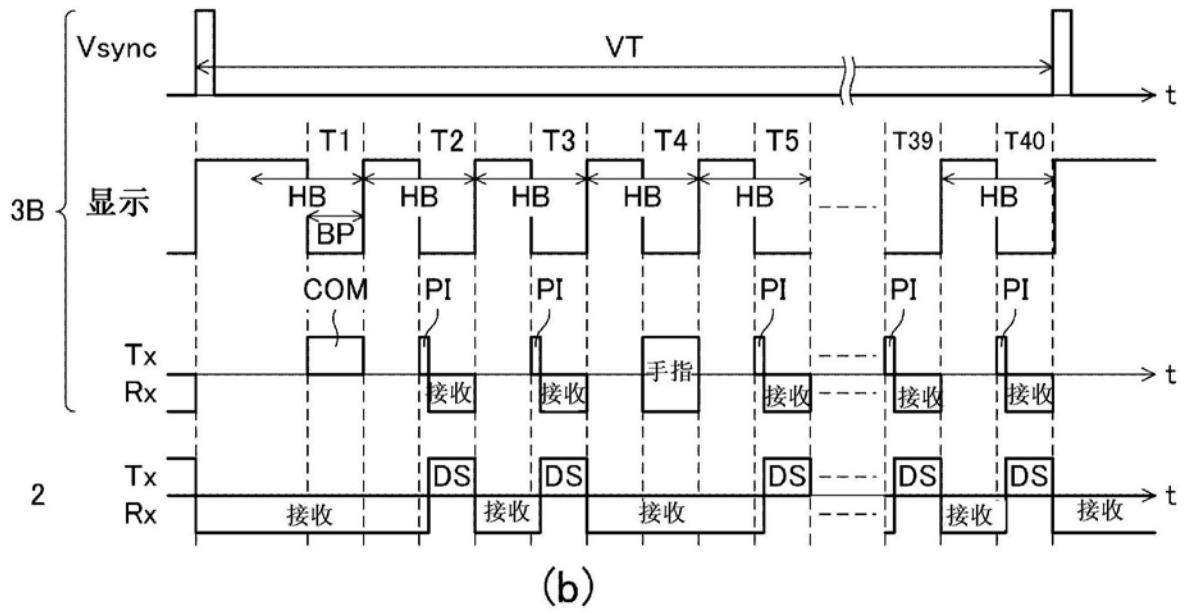 Vsync VT t
T1 T2 T3 T4 T5 T39 T40
3B 显示 HB HB HB HB HB HB
BP
COM PI PI PI PI PI
Tx 手指 t
Rx 接收 接收 接收 接收 接收
2 Tx DS DS DS DS DS t
Rx 接收 接收 接收 接收 接收
(b)